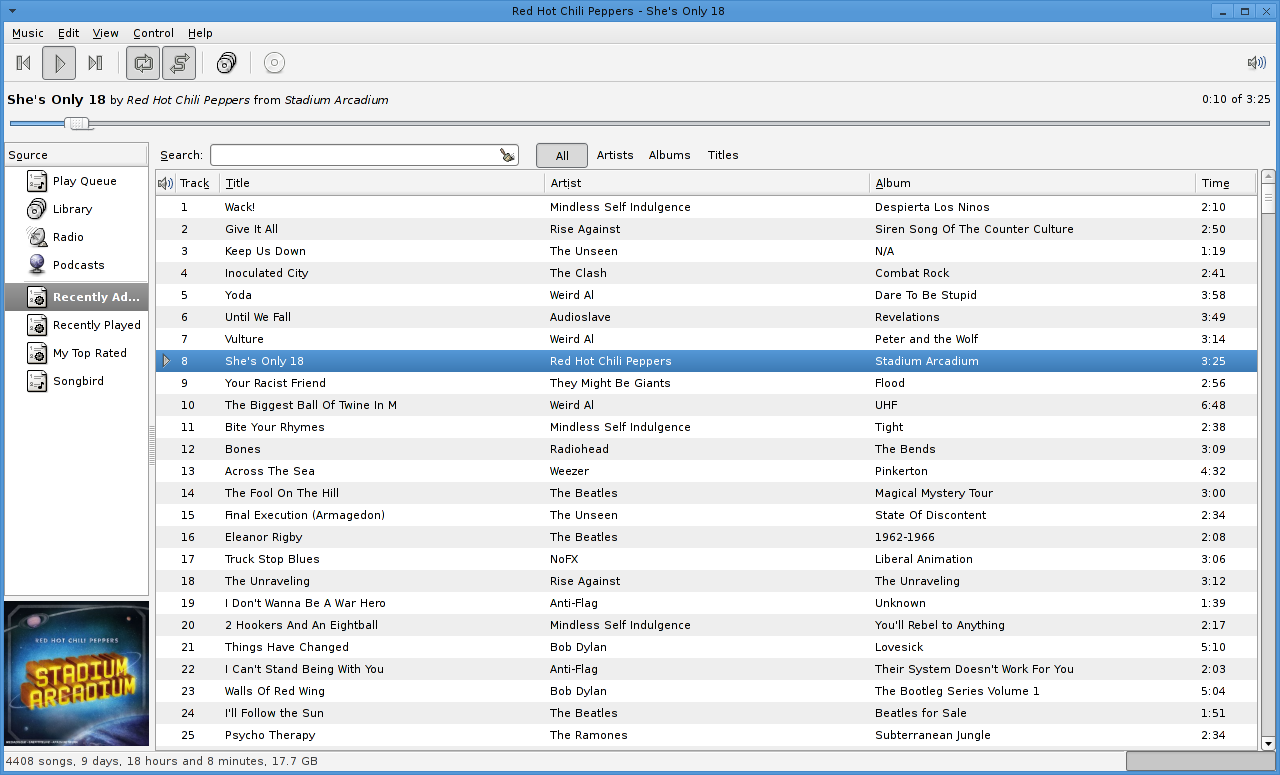 Red Hot Chili Peppers - She's Only 18
Music Edit View Control Help
She's Only 18 by Red Hot Chili Peppers from Stadium Arcadium 0:10 of 3:25
Source
Play Queue
Library
Radio
Podcasts
Recently Ad...
Recently Played
My Top Rated
Songbird
RED HOT CHILI PEPPERS
STADIUM
ARCADIUM
Search: All Artists Albums Titles
Track Title Artist Album Time
1 Wack! Mindless Self Indulgence Despierta Los Ninos 2:10
2 Give It All Rise Against Siren Song Of The Counter Culture 2:50
3 Keep Us Down The Unseen N/A 1:19
4 Inoculated City The Clash Combat Rock 2:41
5 Yoda Weird Al Dare To Be Stupid 3:58
6 Until We Fall Audioslave Revelations 3:49
7 Vulture Weird Al Peter and the Wolf 3:14
8 She's Only 18 Red Hot Chili Peppers Stadium Arcadium 3:25
9 Your Racist Friend They Might Be Giants Flood 2:56
10 The Biggest Ball Of Twine In M Weird Al UHF 6:48
11 Bite Your Rhymes Mindless Self Indulgence Tight 2:38
12 Bones Radiohead The Bends 3:09
13 Across The Sea Weezer Pinkerton 4:32
14 The Fool On The Hill The Beatles Magical Mystery Tour 3:00
15 Final Execution (Armagedon) The Unseen State Of Discontent 2:34
16 Eleanor Rigby The Beatles 1962-1966 2:08
17 Truck Stop Blues NoFX Liberal Animation 3:06
18 The Unraveling Rise Against The Unraveling 3:12
19 I Don't Wanna Be A War Hero Anti-Flag Unknown 1:39
20 2 Hookers And An Eightball Mindless Self Indulgence You'll Rebel to Anything 2:17
21 Things Have Changed Bob Dylan Lovesick 5:10
22 I Can't Stand Being With You Anti-Flag Their System Doesn't Work For You 2:03
23 Walls Of Red Wing Bob Dylan The Bootleg Series Volume 1 5:04
24 I'll Follow the Sun The Beatles Beatles for Sale 1:51
25 Psycho Therapy The Ramones Subterranean Jungle 2:34
4408 songs, 9 days, 18 hours and 8 minutes, 17.7 GB